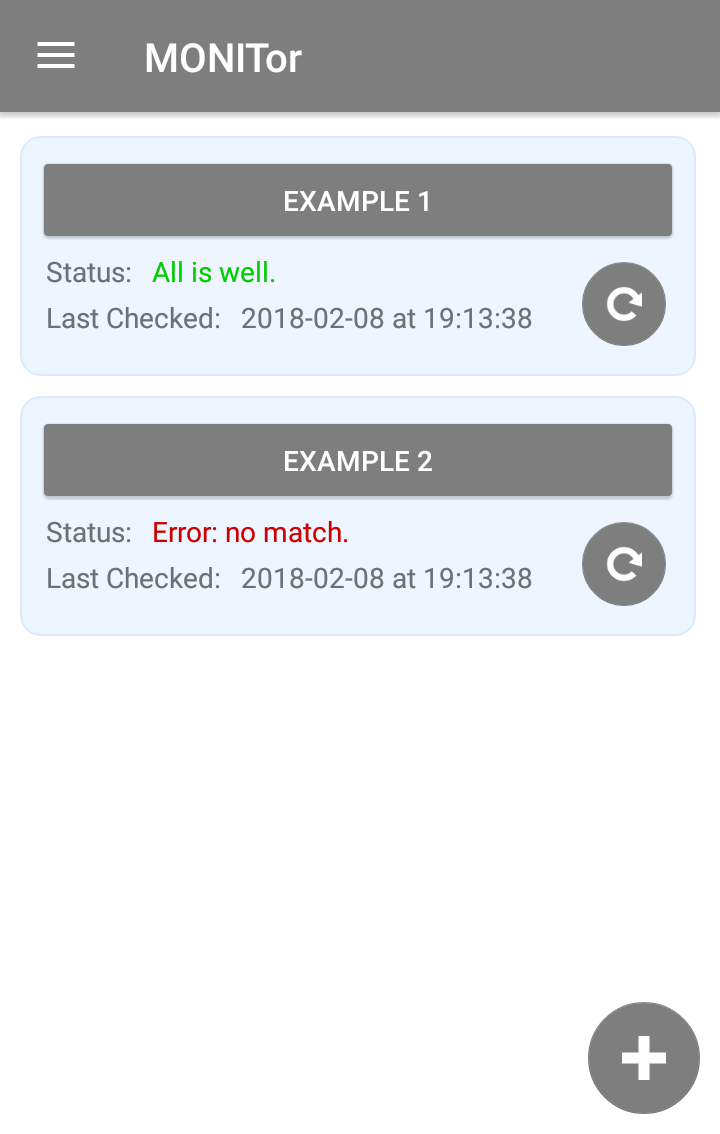 MONITor
EXAMPLE 1
Status: All is well.
Last Checked: 2018-02-08 at 19:13:38
EXAMPLE 2
Status: Error: no match.
Last Checked: 2018-02-08 at 19:13:38